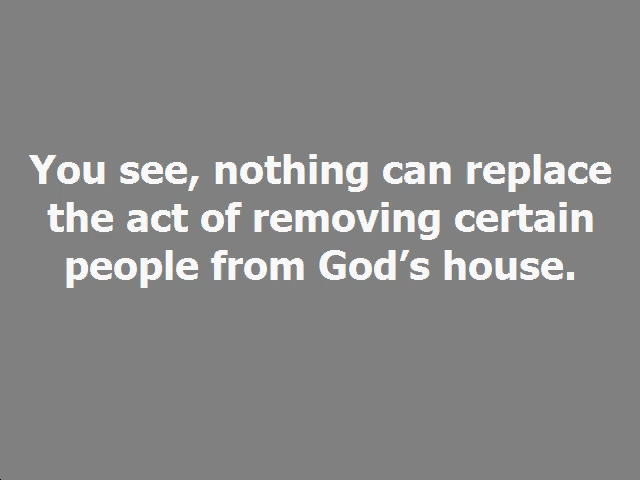 You see, nothing can replace
the act of removing certain
people from God’s house.